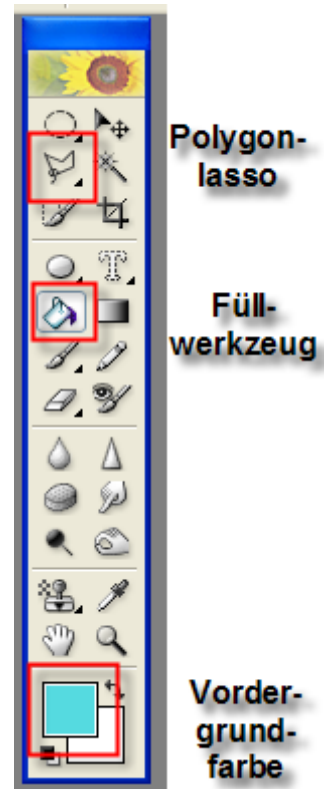 Polygon-
lasso
Füll-
werkzeug
Vorder-
grund-
farbe